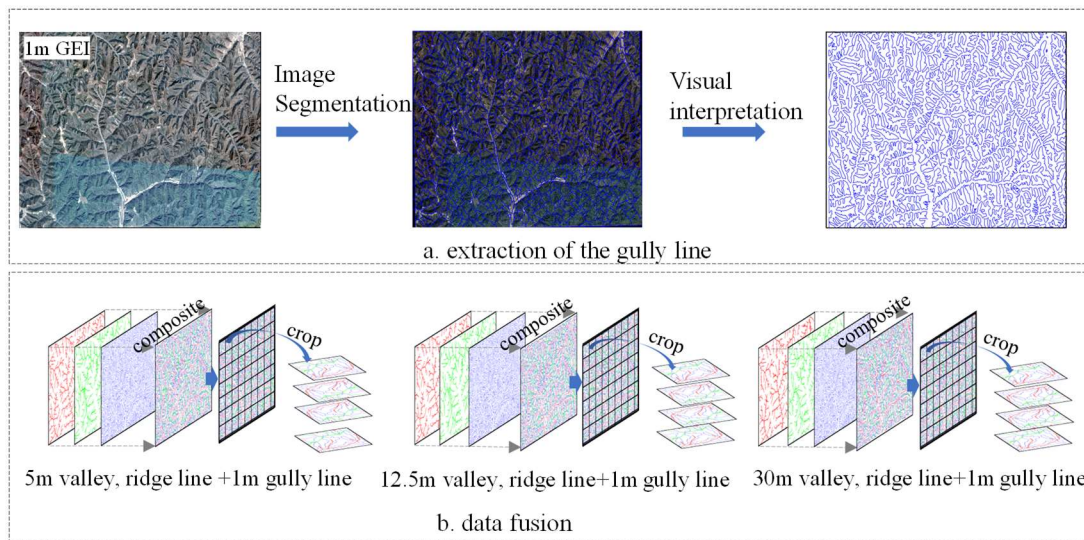 1m GEI
Image
Segmentation
Visual
interpretation
a. extraction of the gully line
composite
crop
composite
crop
composite
crop
5m valley, ridge line +1m gully line
12.5m valley, ridge line+1m gully line
30m valley, ridge line+1m gully line
b. data fusion